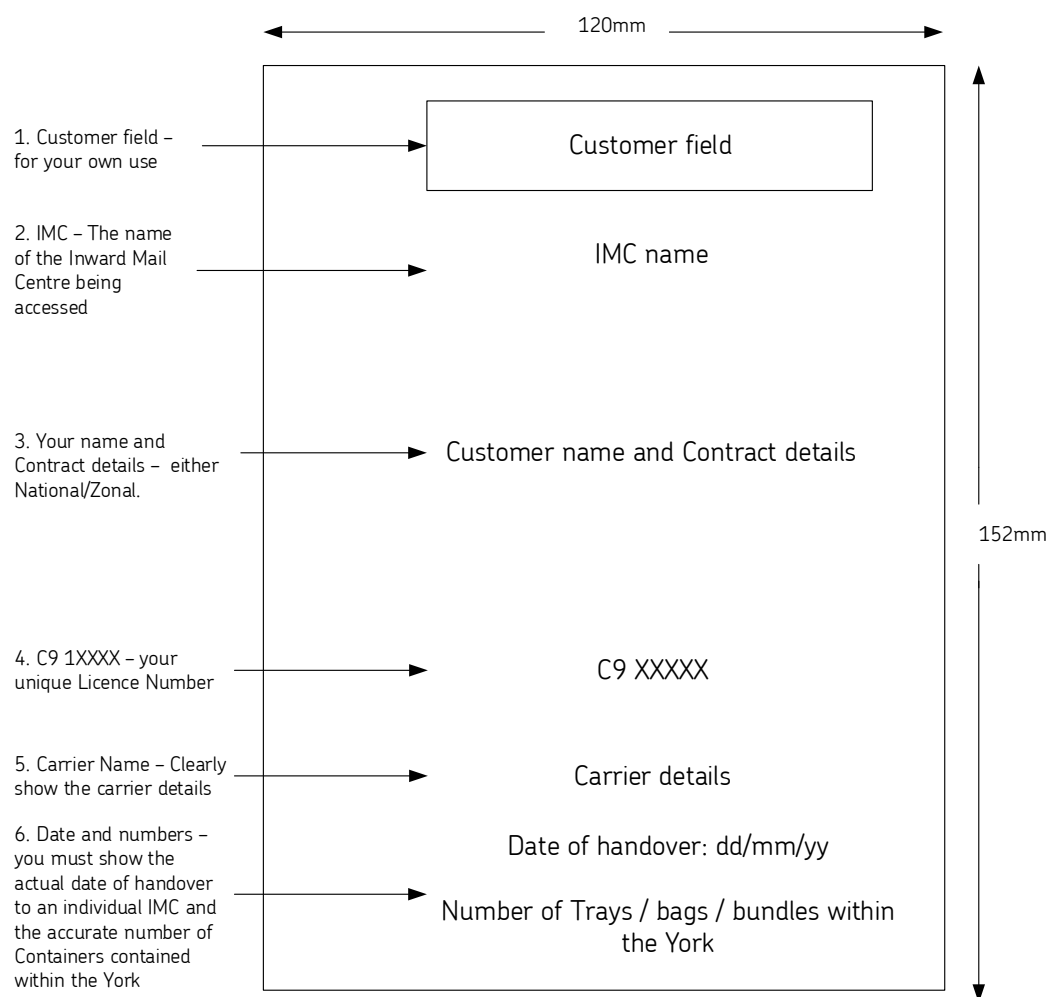 120mm
1. Customer field –
for your own use
Customer field
2. IMC – The name
of the Inward Mail
Centre being
accessed
IMC name
3. Your name and
Contract details –  either
National/Zonal.
Customer name and Contract details
152mm
4. C9 1XXXX – your
unique Licence Number
C9 XXXXX
5. Carrier Name – Clearly
show the carrier details
Carrier details
6. Date and numbers –
you must show the
actual date of handover
to an individual IMC and
the accurate number of
Containers contained
within the York
Date of handover: dd/mm/yy
Number of Trays / bags / bundles within
the York